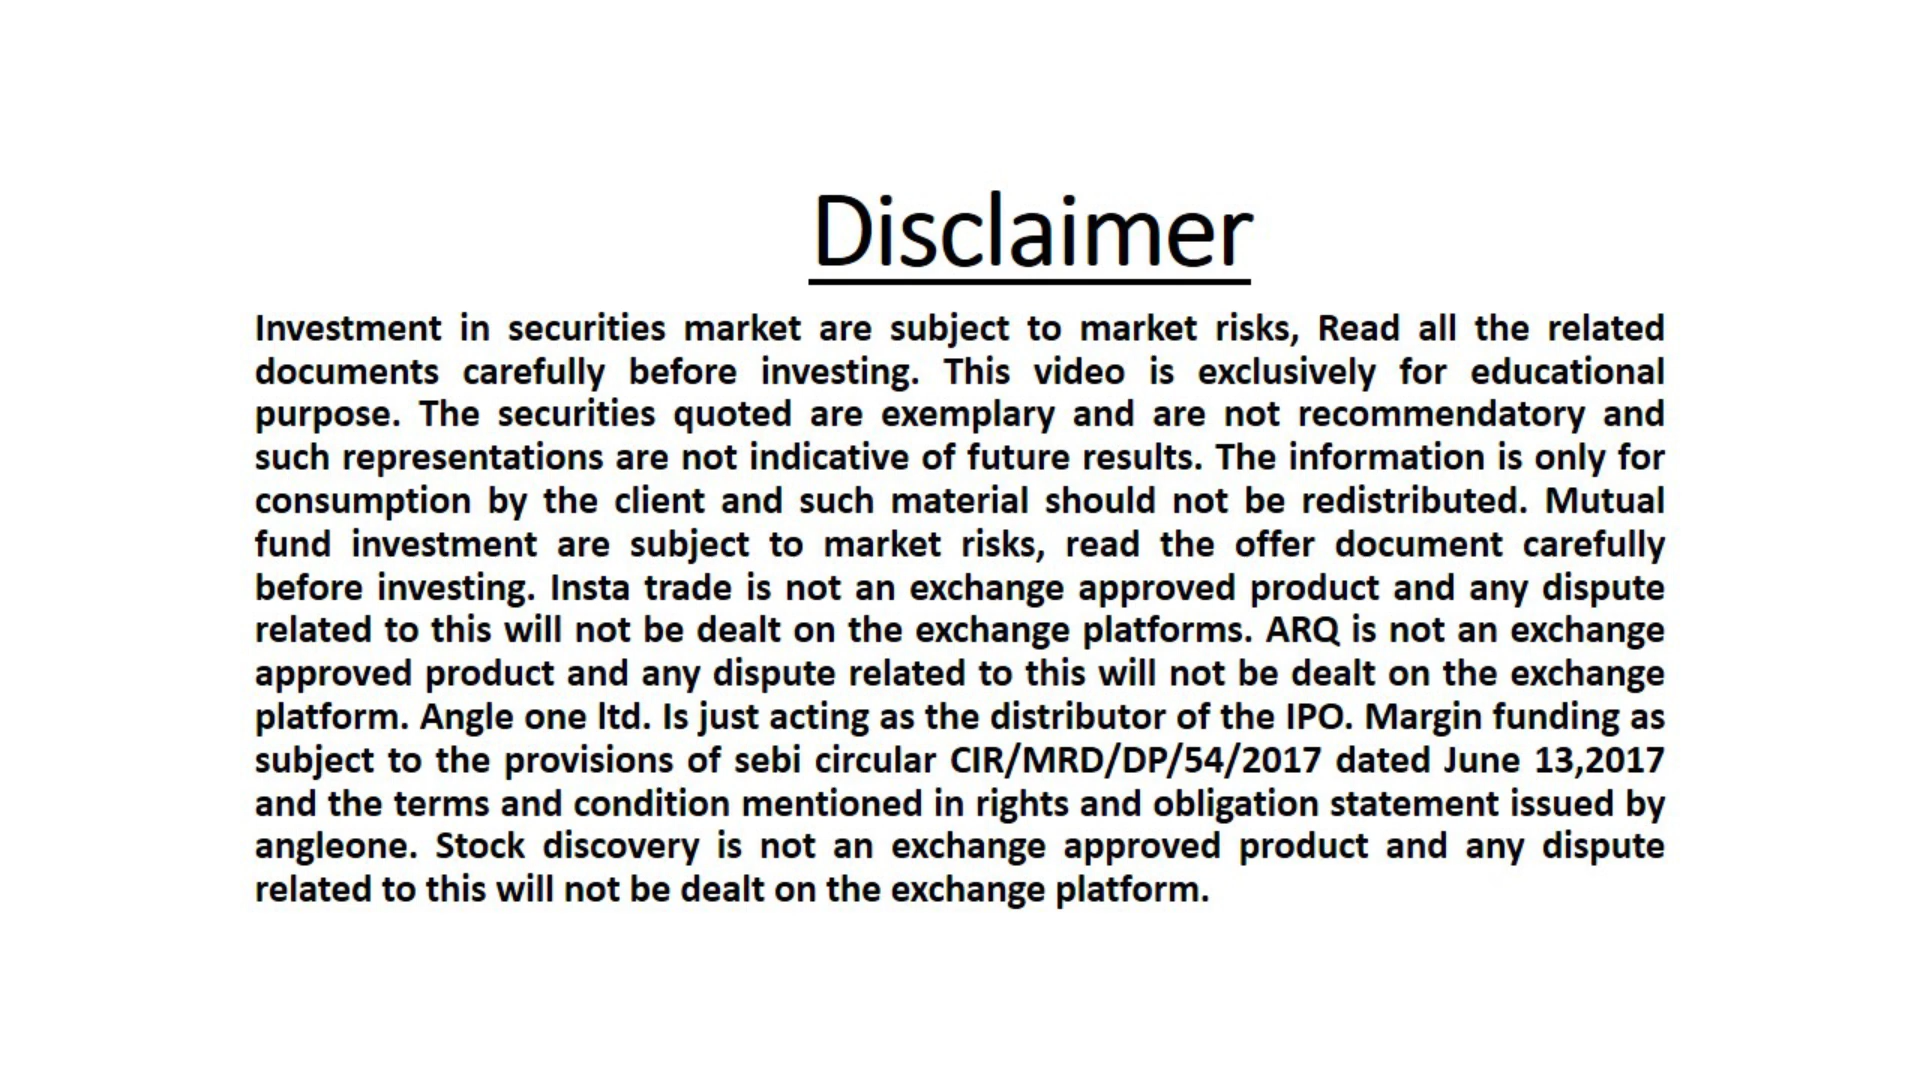 Disclaimer
Investment in securities market are subject to market risks, Read all the related
documents carefully before investing. This video is exclusively for educational
purpose. The securities quoted are exemplary and are not recommendatory and
such representations are not indicative of future results. The information is only for
consumption by the client and such material should not be redistributed. Mutual
fund investment are subject to market risks, read the offer document carefully
before investing. Insta trade is not an exchange approved product and any dispute
related to this will not be dealt on the exchange platforms. ARQ is not an exchange
approved product and any dispute related to this will not be dealt on the exchange
platform. Angle one ltd. Is just acting as the distributor of the IPO. Margin funding as
subject to the provisions of sebi circular CIR/MRD/DP/54/2017 dated June 13,2017
and the terms and condition mentioned in rights and obligation statement issued by
angleone. Stock discovery is not an exchange approved product and any dispute
related to this will not be dealt on the exchange platform.